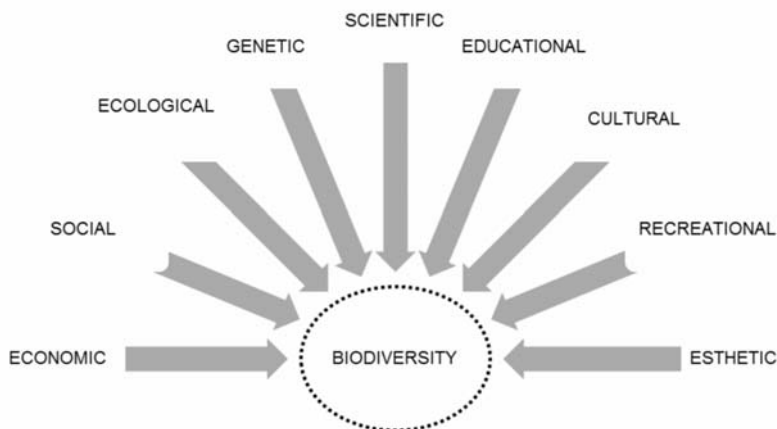 SCIENTIFIC
GENETIC
EDUCATIONAL
ECOLOGICAL
CULTURAL
SOCIAL
RECREATIONAL
ECONOMIC
BIODIVERSITY
ESTHETIC